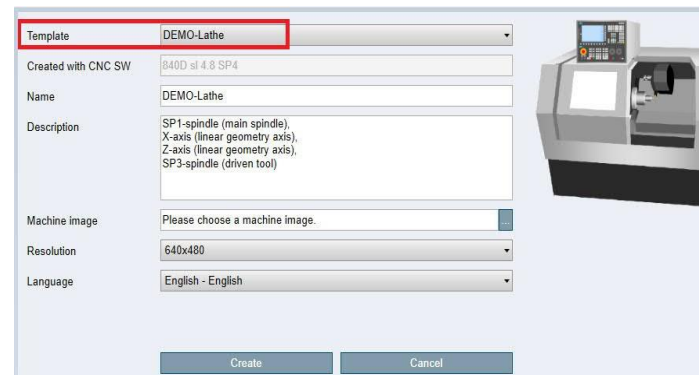 Template DEMO-Lathe
Created with CNC SW 840D sl 4.8 SP4
Name DEMO-Lathe
Description SP1-spindle (main spindle),
X-axis (linear geometry axis),
Z-axis (linear geometry axis),
SP3-spindle (driven tool)
Machine image Please choose a machine image. ...
Resolution 640x480
Language English - English
Create Cancel